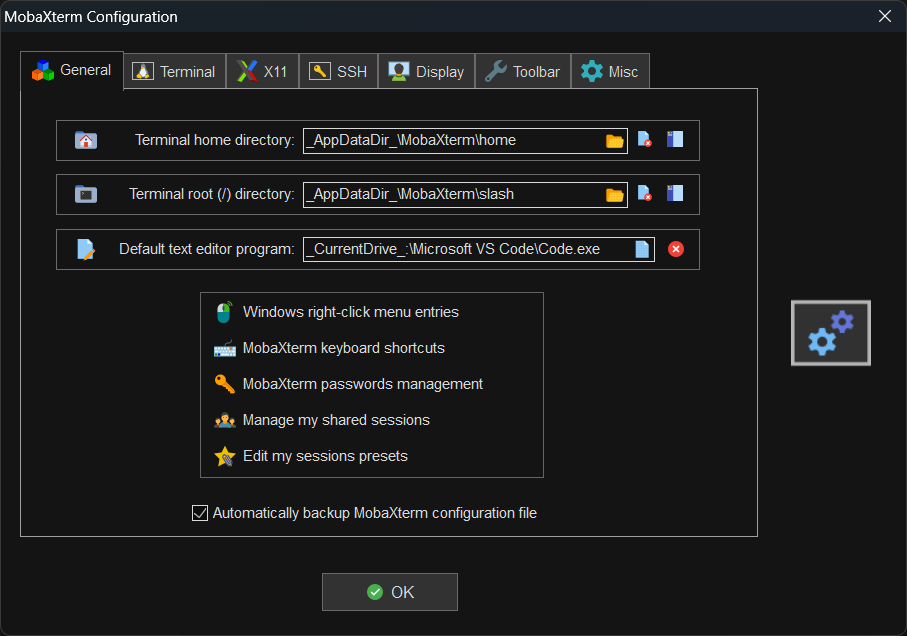 MobaXterm Configuration
General
Terminal
X11
SSH
Display
Toolbar
Misc
Terminal home directory: _AppDataDir_\MobaXterm\home
Terminal root (/) directory: _AppDataDir_\MobaXterm\slash
Default text editor program: _CurrentDrive_:\Microsoft VS Code\Code.exe
Windows right-click menu entries
MobaXterm keyboard shortcuts
MobaXterm passwords management
Manage my shared sessions
Edit my sessions presets
Automatically backup MobaXterm configuration file
OK